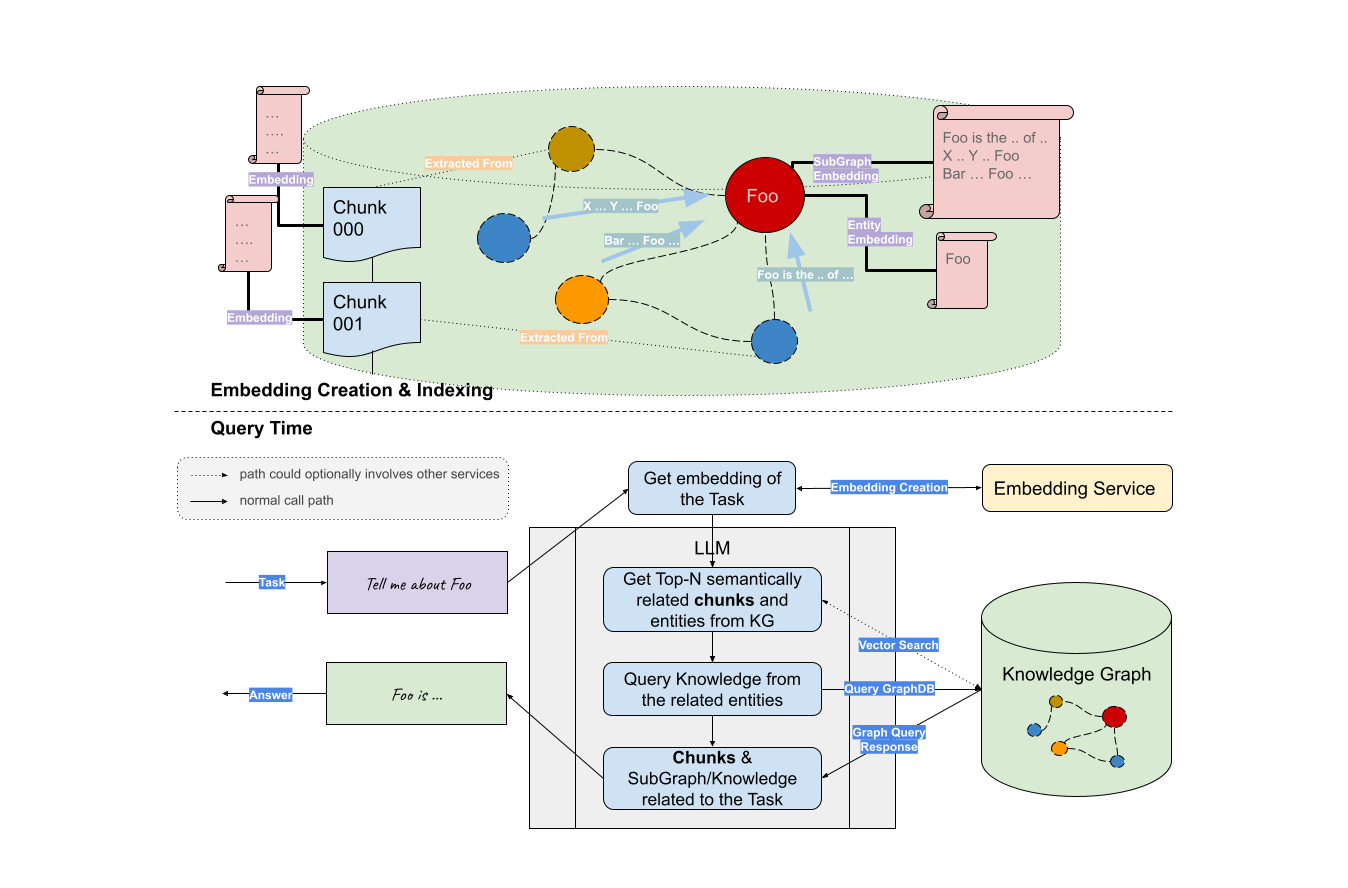 ...
....
...
Embedding
...
....
...
Embedding
Chunk
000
Chunk
001
Extracted From
Extracted From
X ... Y ... Foo
Bar ... Foo ...
Foo is the .. of ...
Foo
SubGraph
Embedding
Entity
Embedding
Foo is the .. of ..
X .. Y .. Foo
Bar ... Foo ...
Foo
Embedding Creation & Indexing
Query Time
path could optionally involves other services
normal call path
Get embedding of
the Task
Embedding Creation
Embedding Service
LLM
Task
Tell me about Foo
Get Top-N semantically
related chunks and
entities from KG
Vector Search
Query Knowledge from
the related entities
Query GraphDB
Knowledge Graph
Answer
Foo is ...
Graph Query
Response
Chunks &
SubGraph/Knowledge
related to the Task